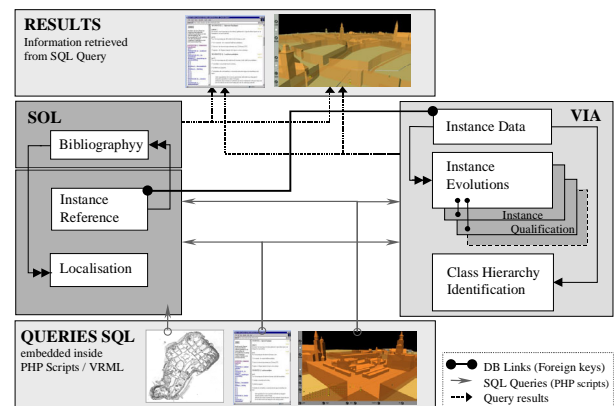 RESULTS
Information retrieved
from SQL Query
SOL
Bibliographyy
Instance
Reference
Localisation
VIA
Instance Data
Instance
Evolutions
Instance
Qualification
Class Hierarchy
Identification
QUERIES SQL
embedded inside
PHP Scripts / VRML
DB Links (Foreign keys)
SQL Queries (PHP scripts)
Query results